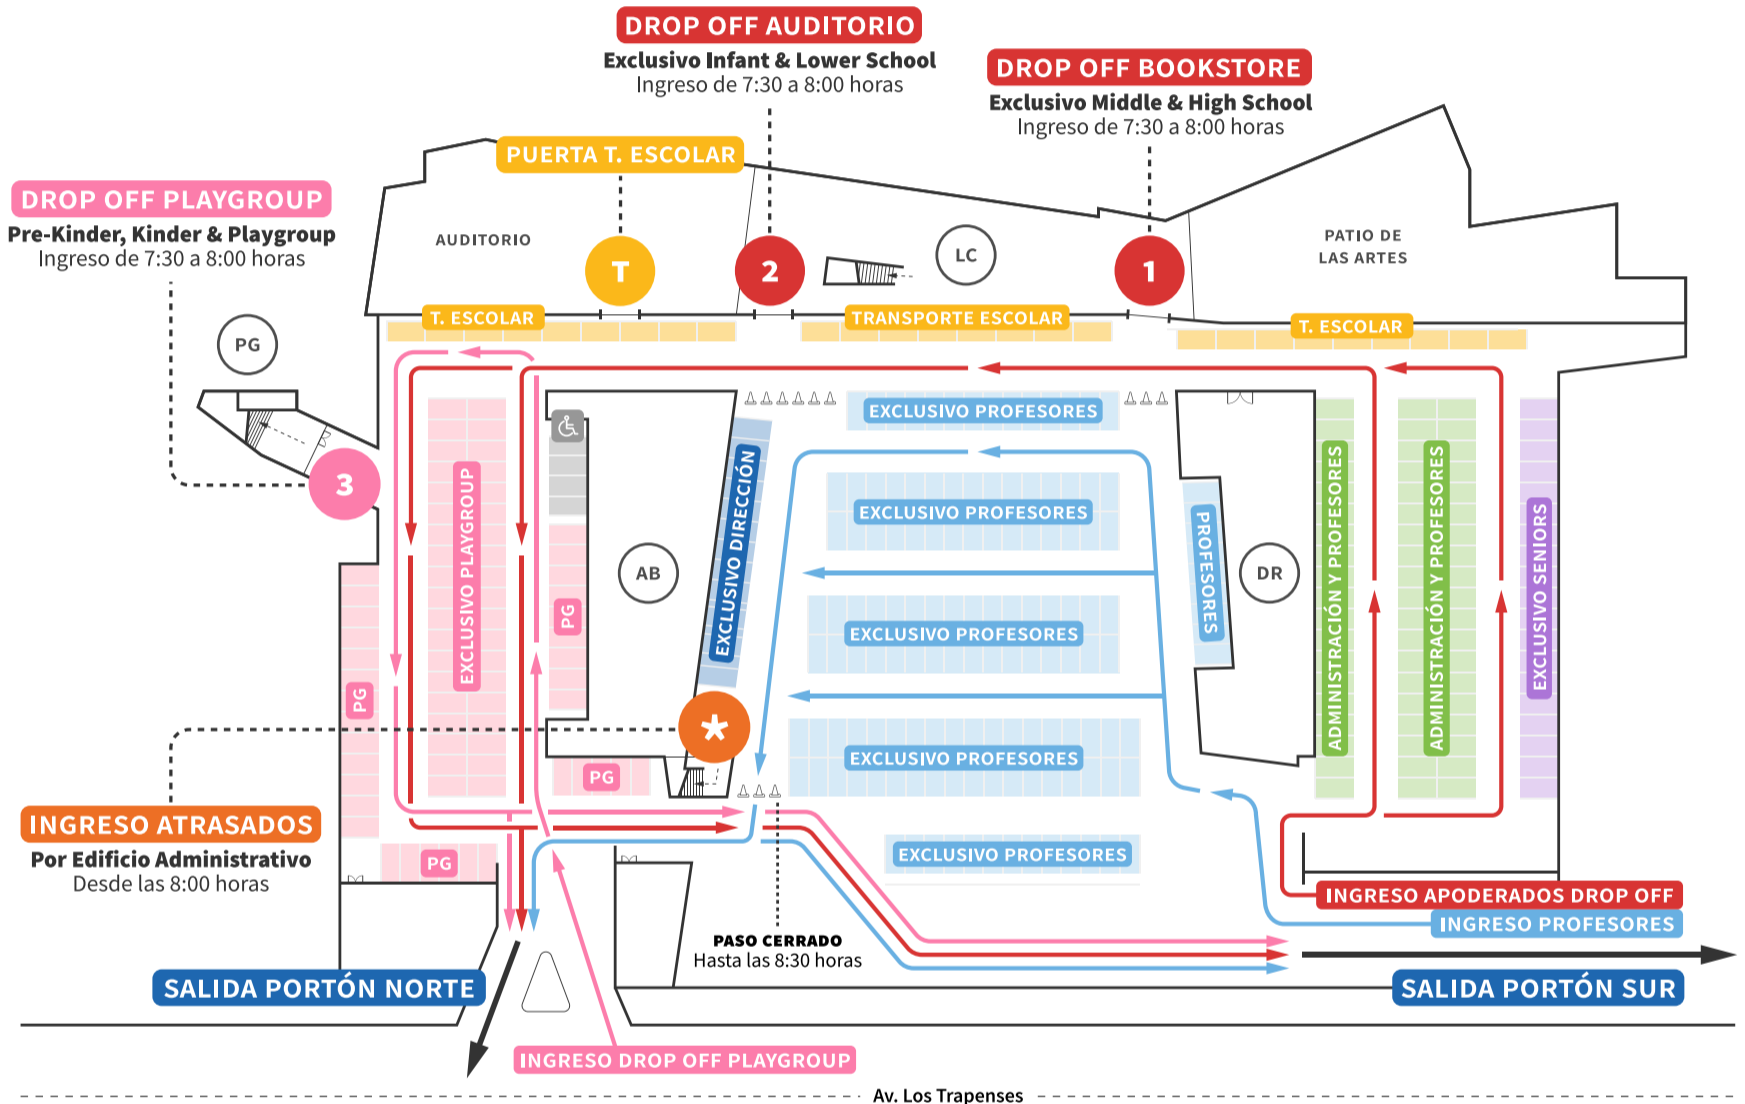 DROP OFF AUDITORIO
Exclusivo Infant & Lower School
Ingreso de 7:30 a 8:00 horas
DROP OFF BOOKSTORE
Exclusivo Middle & High School
Ingreso de 7:30 a 8:00 horas
PUERTA T. ESCOLAR
DROP OFF PLAYGROUP
Pre-Kinder, Kinder & Playgroup
Ingreso de 7:30 a 8:00 horas
AUDITORIO
T
2
LC
1
PATIO DE
LAS ARTES
T. ESCOLAR
TRANSPORTE ESCOLAR
T. ESCOLAR
PG
3
EXCLUSIVO PLAYGROUP
PG
PG
PG
PG
AB
EXCLUSIVO DIRECCIÓN
EXCLUSIVO PROFESORES
EXCLUSIVO PROFESORES
EXCLUSIVO PROFESORES
EXCLUSIVO PROFESORES
EXCLUSIVO PROFESORES
PROFESORES
DR
ADMINISTRACIÓN Y PROFESORES
ADMINISTRACIÓN Y PROFESORES
EXCLUSIVO SENIORS
*
INGRESO ATRASADOS
Por Edificio Administrativo
Desde las 8:00 horas
PASO CERRADO
Hasta las 8:30 horas
INGRESO APODERADOS DROP OFF
INGRESO PROFESORES
SALIDA PORTÓN NORTE
SALIDA PORTÓN SUR
INGRESO DROP OFF PLAYGROUP
Av. Los Trapenses